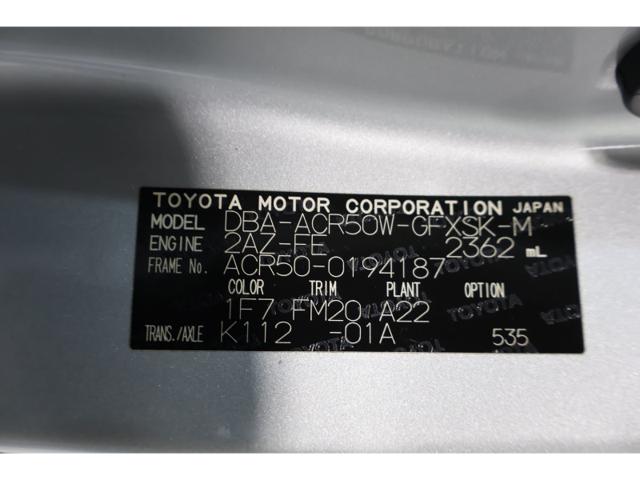 TOYOTA MOTOR CORPORATION JAPAN
MODEL DBA-ACR50W-GFXSK-M
ENGINE 2AZ-FE 2362 mL
FRAME NO. ACR50-0194187
COLOR TRIM PLANT OPTION
1F7 FM20 A22
TRANS./AXLE K112 -01A 535